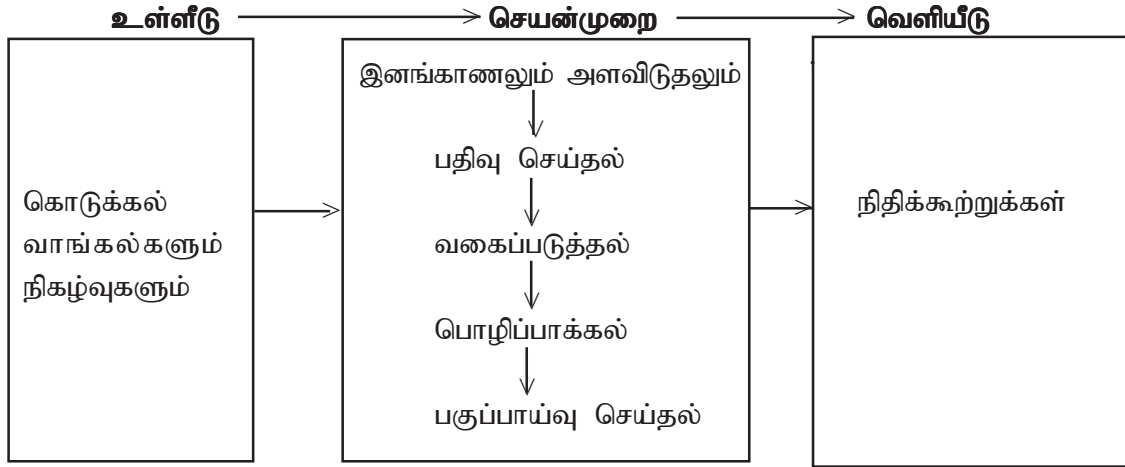 உள்ளீடு செயன்முறை வெளியீடு
கொடுக்கல்
வாங்கல்களும்
நிகழ்வுகளும்
இனங்காணலும் அளவிடுதலும்
பதிவு செய்தல்
வகைப்படுத்தல்
பொழிப்பாக்கல்
பகுப்பாய்வு செய்தல்
நிதிக்கூற்றுக்கள்